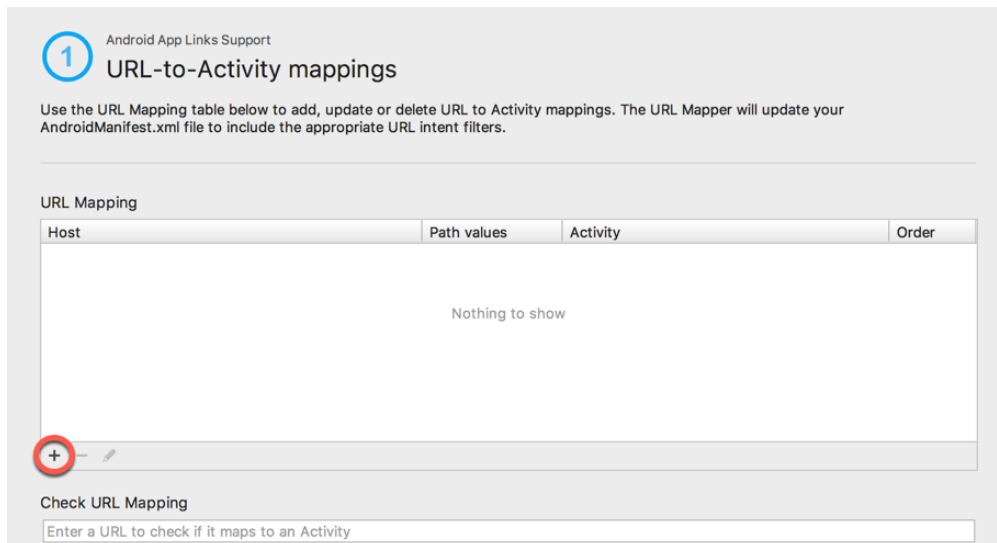 1
Android App Links Support
URL-to-Activity mappings
Use the URL Mapping table below to add, update or delete URL to Activity mappings. The URL Mapper will update your
AndroidManifest.xml file to include the appropriate URL intent filters.
URL Mapping
Host Path values Activity Order
Nothing to show
Check URL Mapping
Enter a URL to check if it maps to an Activity